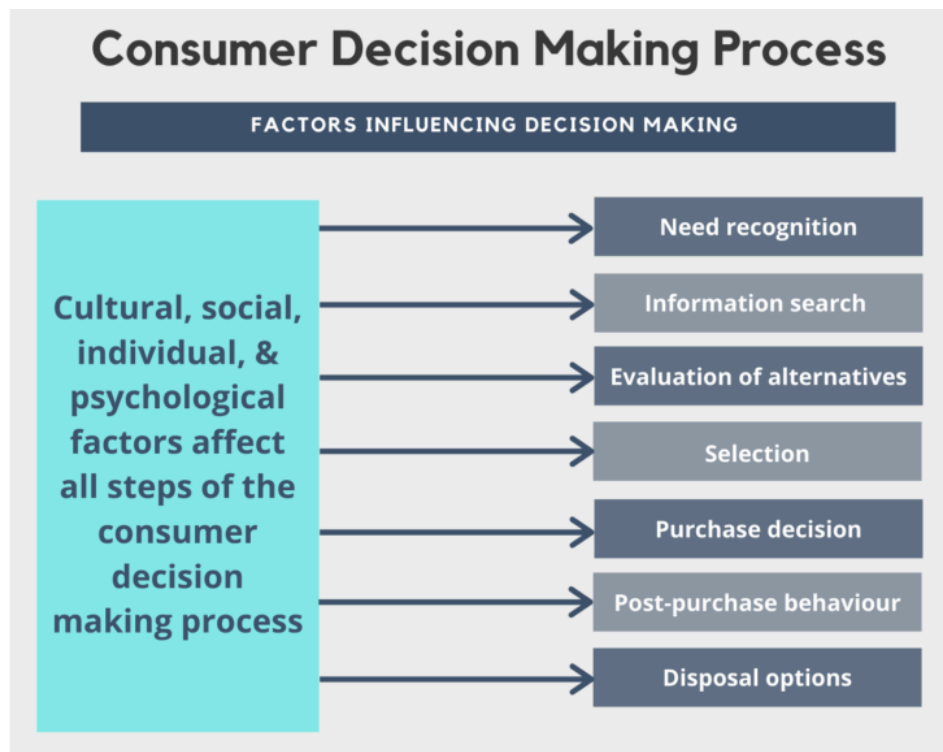 Consumer Decision Making Process
FACTORS INFLUENCING DECISION MAKING
Cultural, social,
individual, &
psychological
factors affect
all steps of the
consumer
decision
making process
Need recognition
Information search
Evaluation of alternatives
Selection
Purchase decision
Post-purchase behaviour
Disposal options